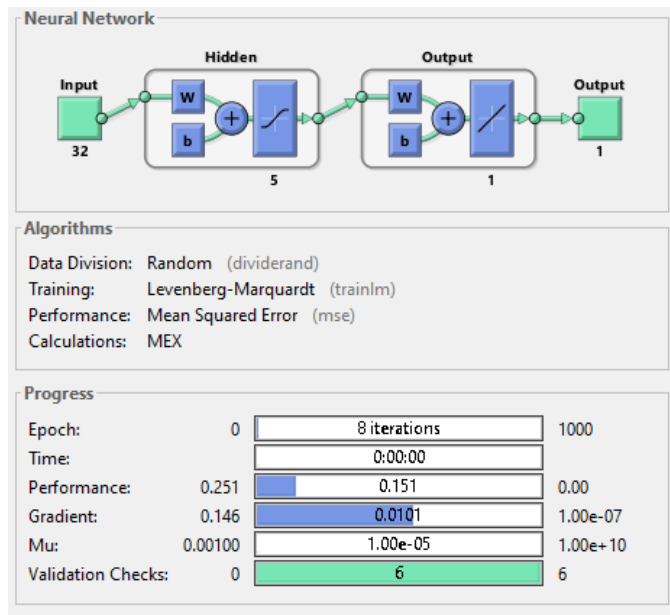 Neural Network
Hidden Output
Input Output
W W
b b
+ +
32 5 1 1
Algorithms
Data Division: Random (dividerand)
Training: Levenberg-Marquardt (trainlm)
Performance: Mean Squared Error (mse)
Calculations: MEX
Progress
Epoch: 0 8 iterations 1000
Time: 0:00:00
Performance: 0.251 0.151 0.00
Gradient: 0.146 0.0101 1.00e-07
Mu: 0.00100 1.00e-05 1.00e+10
Validation Checks: 0 6 6